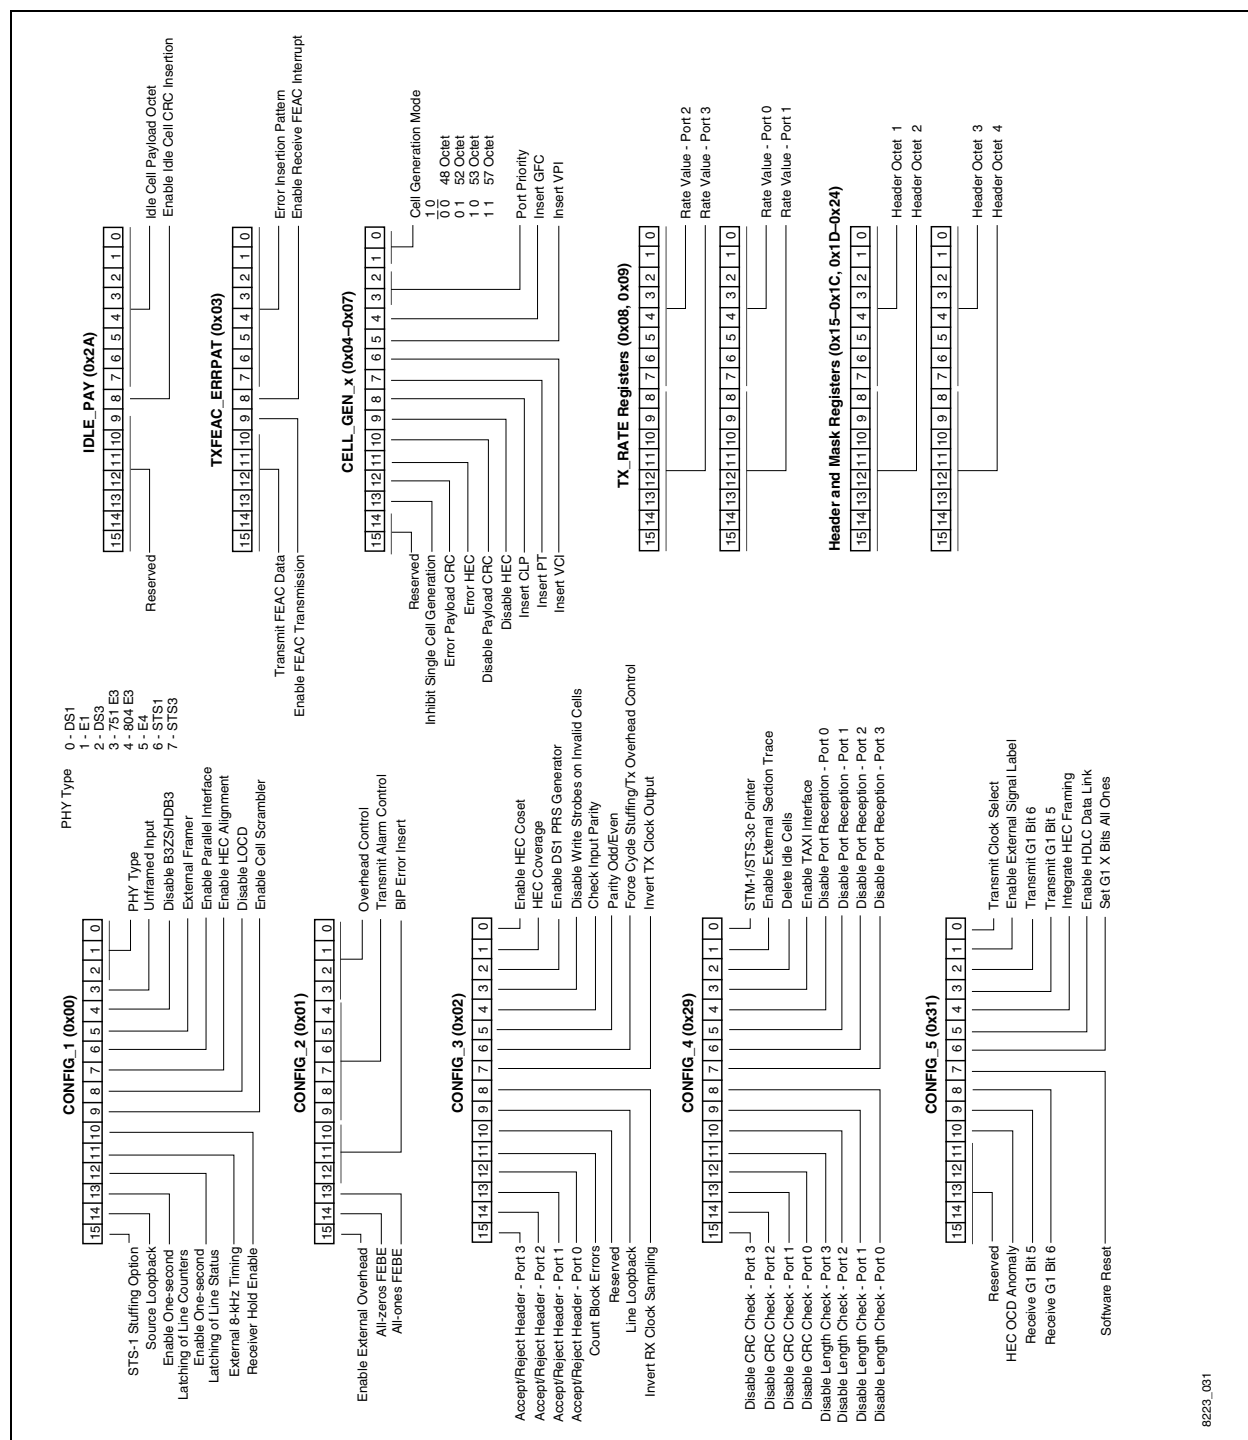 PHY Type
0 - DS1
1 - E1
2 - DS3
3 - 751 E3
4 - 804 E3
5 - E4
6 - STS1
7 - STS3
CONFIG_1 (0x00)
15 14 13 12 11 10 9 8 7 6 5 4 3 2 1 0
STS-1 Stuffing Option
Source Loopback
Enable One-second
Latching of Line Counters
Enable One-second
Latching of Line Status
External 8-kHz Timing
Receiver Hold Enable
PHY Type
Unframed Input
Disable B3ZS/HDB3
External Framer
Enable Parallel Interface
Enable HEC Alignment
Disable LOCD
Enable Cell Scrambler
CONFIG_2 (0x01)
15 14 13 12 11 10 9 8 7 6 5 4 3 2 1 0
Enable External Overhead
All-zeros FEBE
All-ones FEBE
Overhead Control
Transmit Alarm Control
BIP Error Insert
CONFIG_3 (0x02)
15 14 13 12 11 10 9 8 7 6 5 4 3 2 1 0
Accept/Reject Header - Port 3
Accept/Reject Header - Port 2
Accept/Reject Header - Port 1
Accept/Reject Header - Port 0
Count Block Errors
Reserved
Line Loopback
Invert RX Clock Sampling
Enable HEC Coset
HEC Coverage
Enable DS1 PRS Generator
Disable Write Strobes on Invalid Cells
Check Input Parity
Parity Odd/Even
Force Cycle Stuffing/Tx Overhead Control
Invert TX Clock Output
CONFIG_4 (0x29)
15 14 13 12 11 10 9 8 7 6 5 4 3 2 1 0
Disable CRC Check - Port 3
Disable CRC Check - Port 2
Disable CRC Check - Port 1
Disable CRC Check - Port 0
Disable Length Check - Port 3
Disable Length Check - Port 2
Disable Length Check - Port 1
Disable Length Check - Port 0
STM-1/STS-3c Pointer
Enable External Section Trace
Delete Idle Cells
Enable TAXI Interface
Disable Port Reception - Port 0
Disable Port Reception - Port 1
Disable Port Reception - Port 2
Disable Port Reception - Port 3
CONFIG_5 (0x31)
15 14 13 12 11 10 9 8 7 6 5 4 3 2 1 0
Reserved
HEC OCD Anomaly
Receive G1 Bit 5
Receive G1 Bit 6
Software Reset
Transmit Clock Select
Enable External Signal Label
Transmit G1 Bit 6
Transmit G1 Bit 5
Integrate HEC Framing
Enable HDLC Data Link
Set G1 X Bits All Ones
IDLE_PAY (0x2A)
15 14 13 12 11 10 9 8 7 6 5 4 3 2 1 0
Reserved
Idle Cell Payload Octet
Enable Idle Cell CRC Insertion
TXFEAC_ERRPAT (0x03)
15 14 13 12 11 10 9 8 7 6 5 4 3 2 1 0
Transmit FEAC Data
Enable FEAC Transmission
Error Insertion Pattern
Enable Receive FEAC Interrupt
CELL_GEN_x (0x04–0x07)
15 14 13 12 11 10 9 8 7 6 5 4 3 2 1 0
Reserved
Inhibit Single Cell Generation
Error Payload CRC
Error HEC
Disable Payload CRC
Disable HEC
Insert CLP
Insert PT
Insert VCI
Cell Generation Mode
1 0
0 0 48 Octet
0 1 52 Octet
1 0 53 Octet
1 1 57 Octet
Port Priority
Insert GFC
Insert VPI
TX_RATE Registers (0x08, 0x09)
15 14 13 12 11 10 9 8 7 6 5 4 3 2 1 0
Rate Value - Port 2
Rate Value - Port 3
15 14 13 12 11 10 9 8 7 6 5 4 3 2 1 0
Rate Value - Port 0
Rate Value - Port 1
Header and Mask Registers (0x15–0x1C, 0x1D–0x24)
15 14 13 12 11 10 9 8 7 6 5 4 3 2 1 0
Header Octet 1
Header Octet 2
15 14 13 12 11 10 9 8 7 6 5 4 3 2 1 0
Header Octet 3
Header Octet 4
8223_031